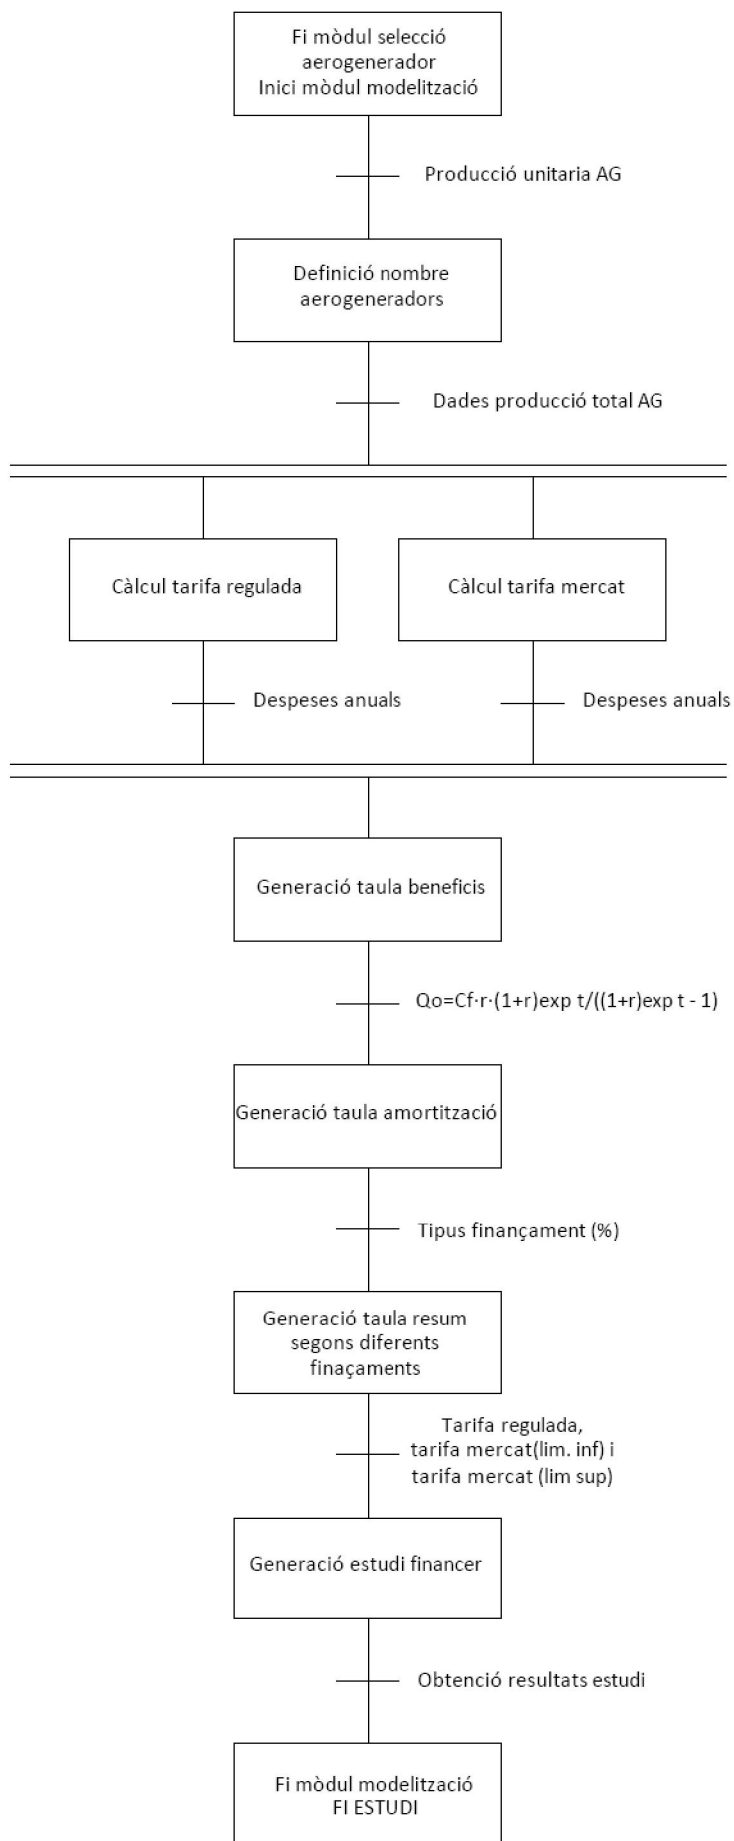 Fi mòdul selecció
aerogenerador
Inici mòdul modelització
Producció unitaria AG
Definició nombre
aerogeneradors
Dades producció total AG
Càlcul tarifa regulada
Càlcul tarifa mercat
Despeses anuals
Despeses anuals
Generació taula beneficis
Qo=Cf·r·(1+r)exp t/((1+r)exp t - 1)
Generació taula amortització
Tipus finançament (%)
Generació taula resum
segons diferents
finaçaments
Tarifa regulada,
tarifa mercat(lim. inf) i
tarifa mercat (lim sup)
Generació estudi financer
Obtenció resultats estudi
Fi mòdul modelització
FI ESTUDI